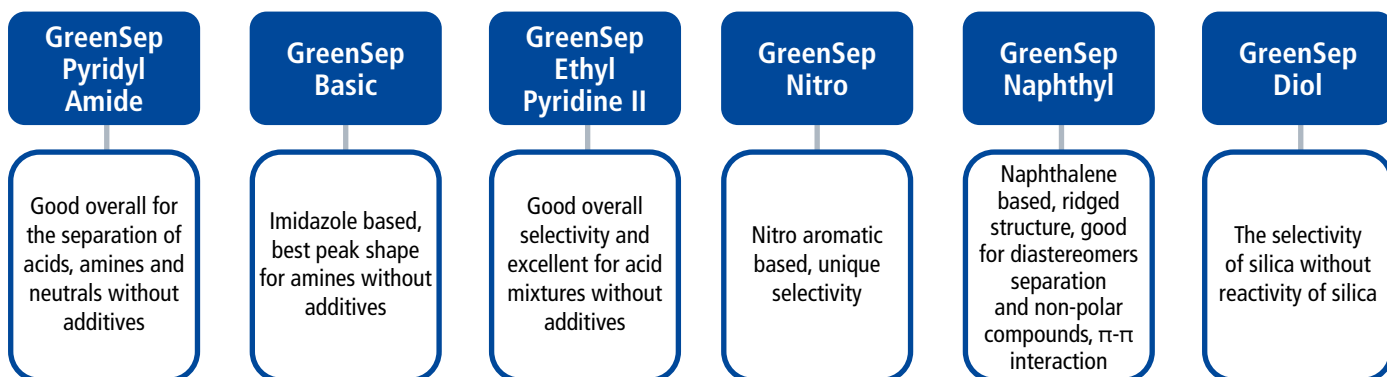 GreenSep
Pyridyl
Amide
Good overall for
the separation of
acids, amines and
neutrals without
additives
GreenSep
Basic
Imidazole based,
best peak shape
for amines without
additives
GreenSep
Ethyl
Pyridine II
Good overall
selectivity and
excellent for acid
mixtures without
additives
GreenSep
Nitro
Nitro aromatic
based, unique
selectivity
GreenSep
Naphthyl
Naphthalene
based, ridged
structure, good
for diastereomers
separation
and non-polar
compounds, π-π
interaction
GreenSep
Diol
The selectivity
of silica without
reactivity of silica